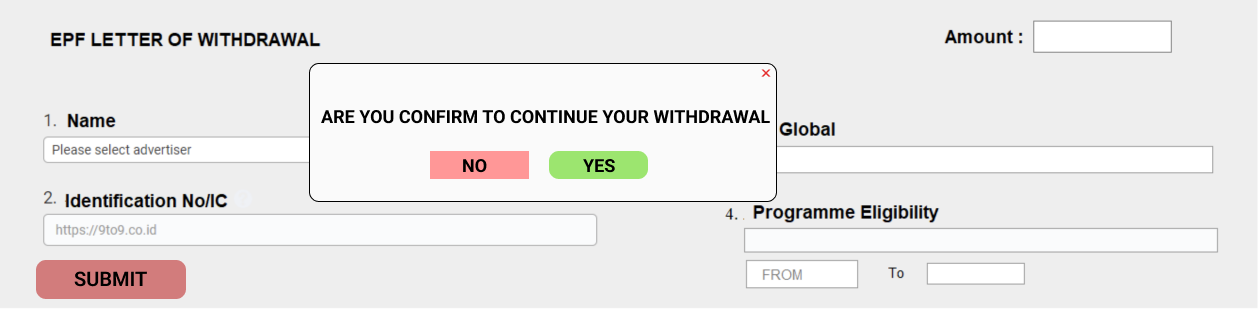 EPF LETTER OF WITHDRAWAL
Amount :
×
ARE YOU CONFIRM TO CONTINUE YOUR WITHDRAWAL
NO
YES
1. Name
Please select advertiser
Global
2. Identification No/IC
https://9to9.co.id
4. Programme Eligibility
FROM
To
SUBMIT